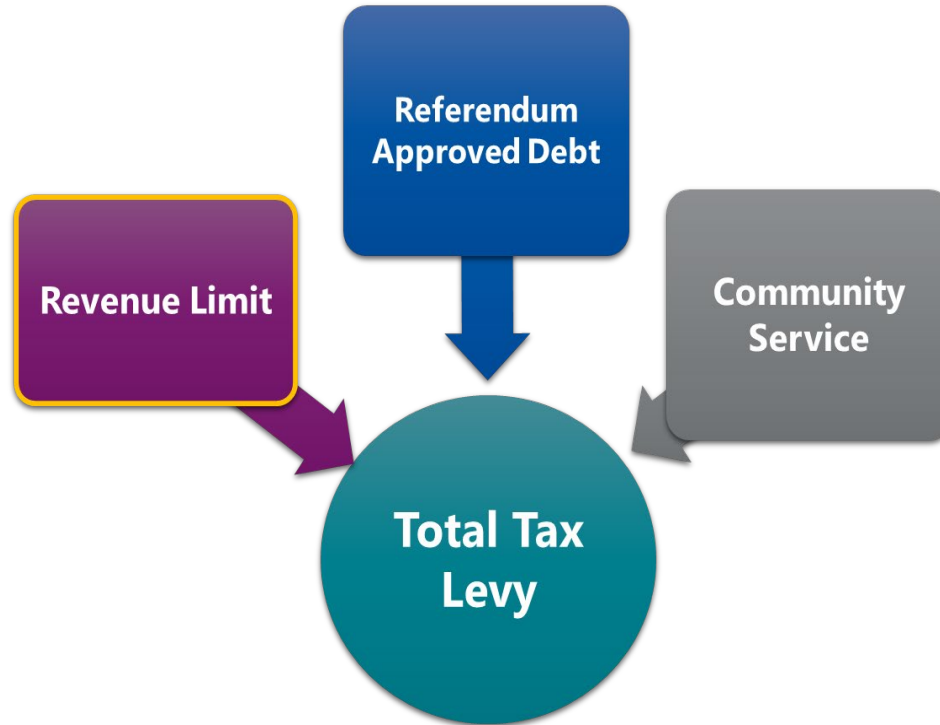 Referendum
Approved Debt
Revenue Limit
Community
Service
Total Tax
Levy